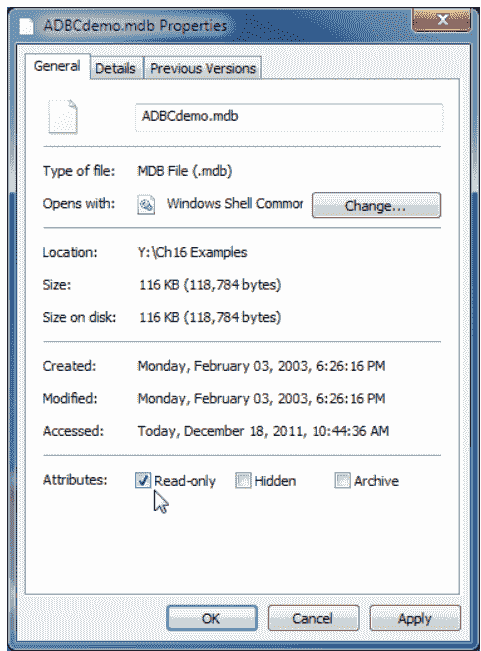 ADBCdemo.mdb Properties
General Details Previous Versions
ADBCdemo.mdb
Type of file: MDB File (.mdb)
Opens with: Windows Shell Commor Change...
Location: Y:\Ch16 Examples
Size: 116 KB (118,784 bytes)
Size on disk: 116 KB (118,784 bytes)
Created: Monday, February 03, 2003, 6:26:16 PM
Modified: Monday, February 03, 2003, 6:26:16 PM
Accessed: Today, December 18, 2011, 10:44:36 AM
Attributes: Read-only Hidden Archive
OK Cancel Apply